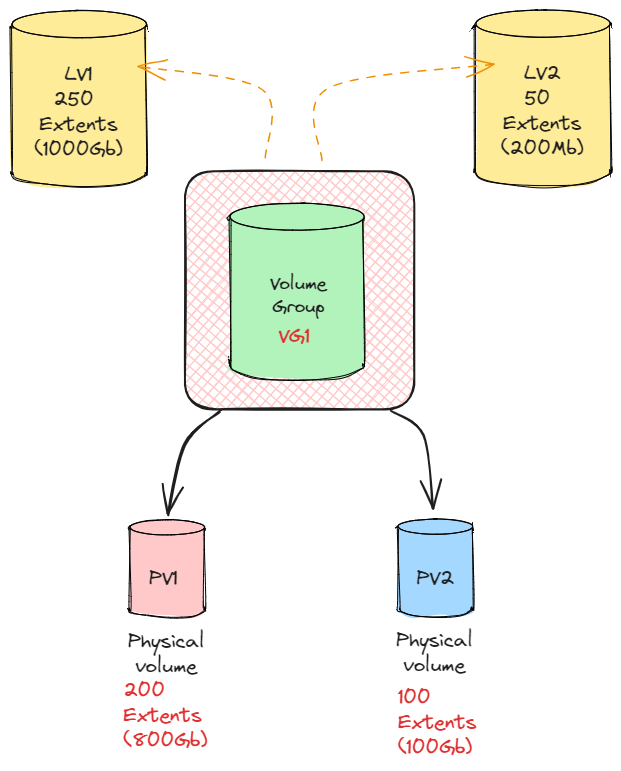 LV1
250
Extents
(1000Gb)
LV2
50
Extents
(200Mb)
Volume
Group
VG1
PV1
Physical
volume
200
Extents
(800Gb)
PV2
Physical
volume
100
Extents
(100Gb)